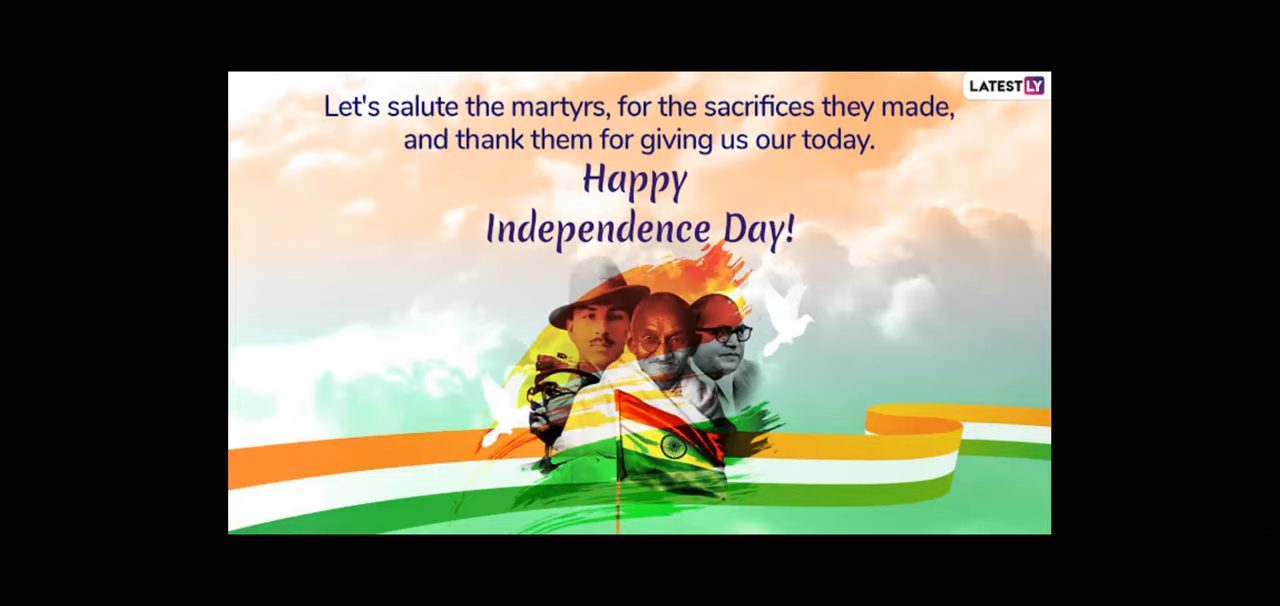 LATESTLY
Let's salute the martyrs, for the sacrifices they made,
and thank them for giving us our today.
Happy
Independence Day!